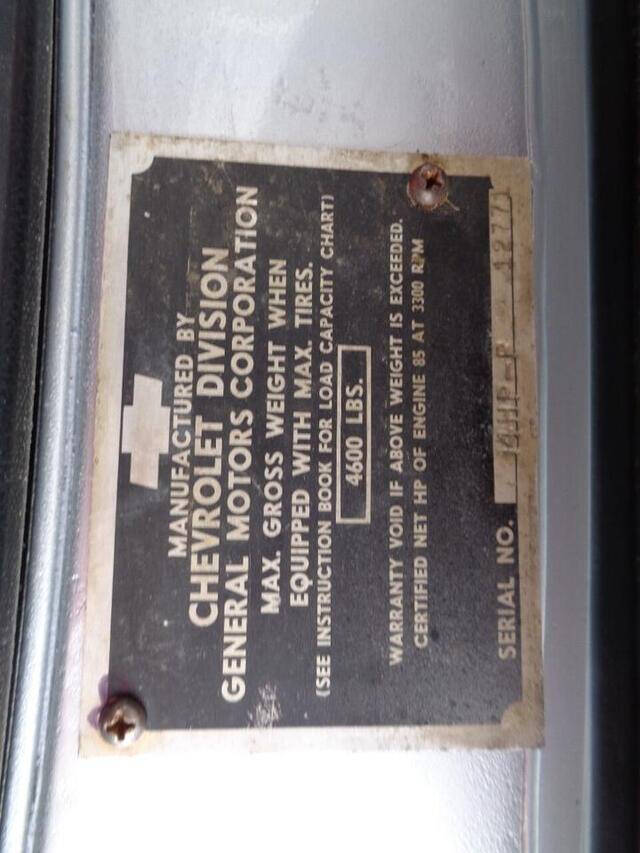 MANUFACTURED BY
CHEVROLET DIVISION
GENERAL MOTORS CORPORATION
MAX. GROSS WEIGHT WHEN
EQUIPPED WITH MAX. TIRES.
(SEE INSTRUCTION BOOK FOR LOAD CAPACITY CHART)
4600 LBS.
WARRANTY VOID IF ABOVE WEIGHT IS EXCEEDED.
CERTIFIED NET HP OF ENGINE 85 AT 3300 RPM
SERIAL NO.